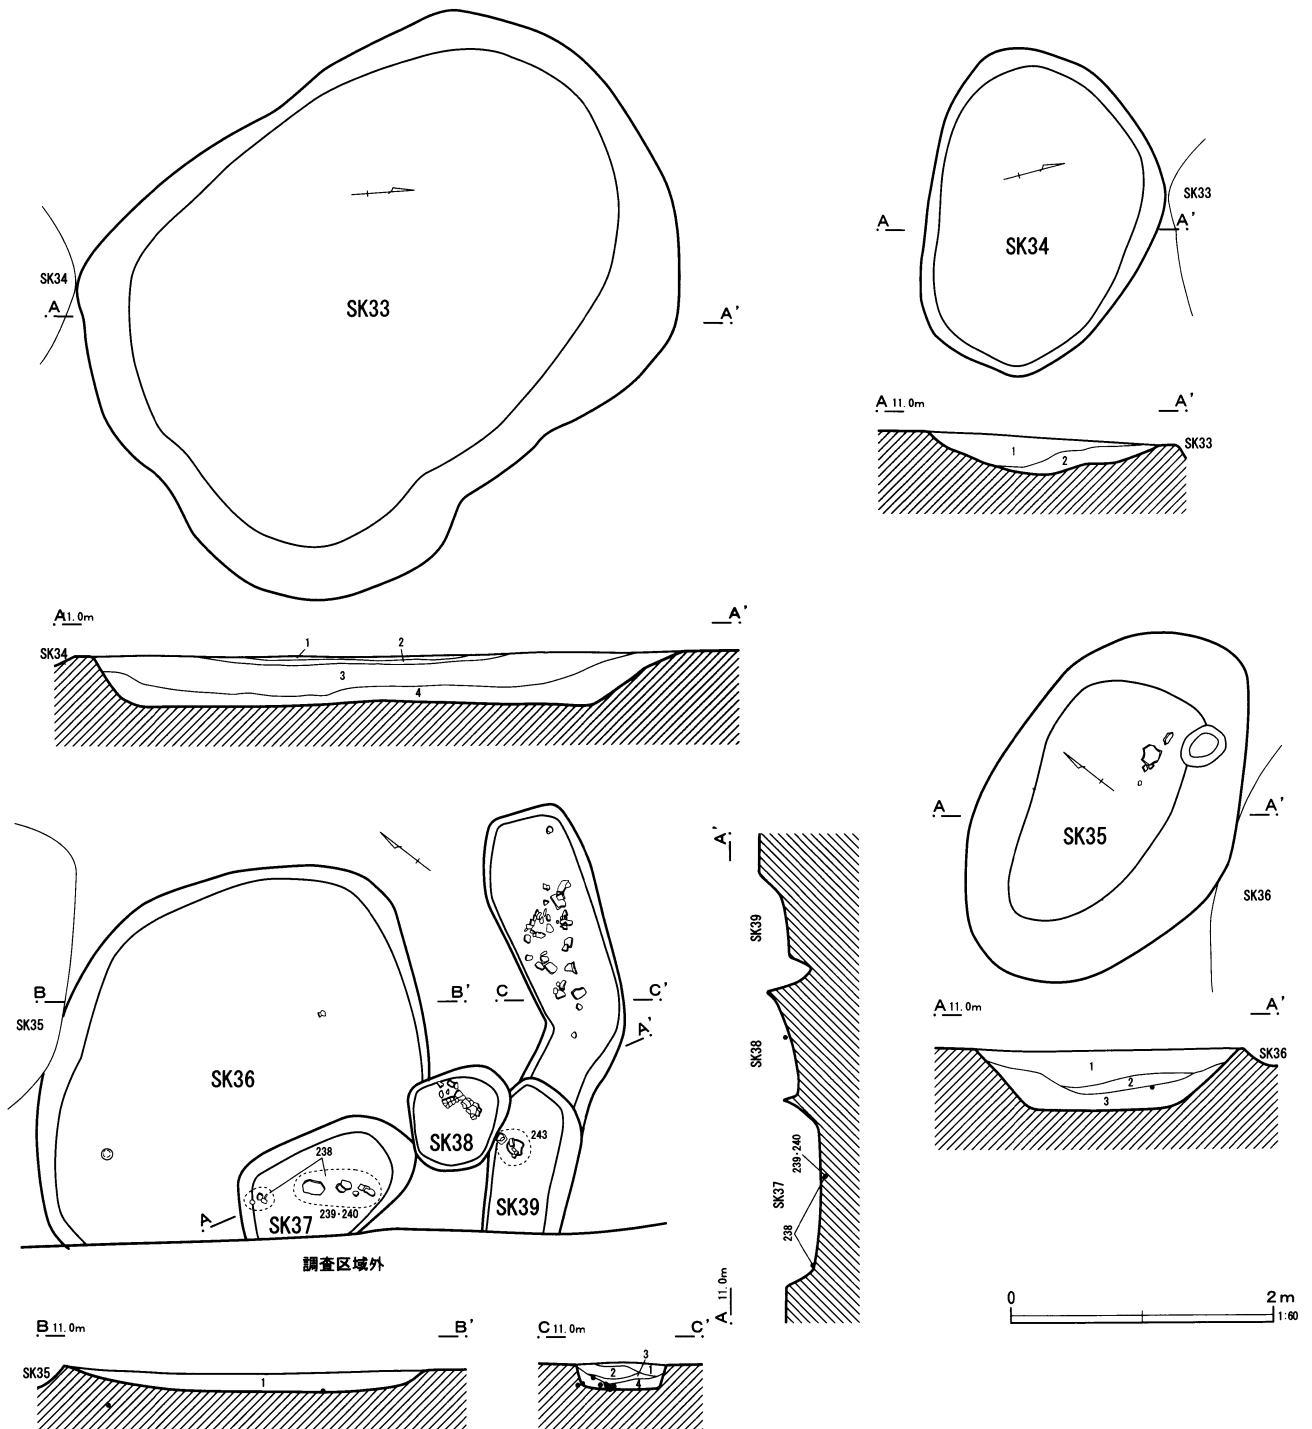 SK34
A
SK33
A'
A 11.0m
A'
SK34
1
2
3
4
A
SK34
SK33
A'
A 11.0m
A'
1
2
SK33
A
SK35
A'
SK36
A 11.0m
A'
1
2
3
SK36
B
SK35
SK36
B'
C
C'
A'
SK38
243
238
239・240
A
SK37
SK39
調査区域外
A'
SK39
SK38
239・240
SK37
238
A 11.0m
B 11.0m
B'
SK35
1
C 11.0m
C'
3
2
1
4
0
2m
1:60